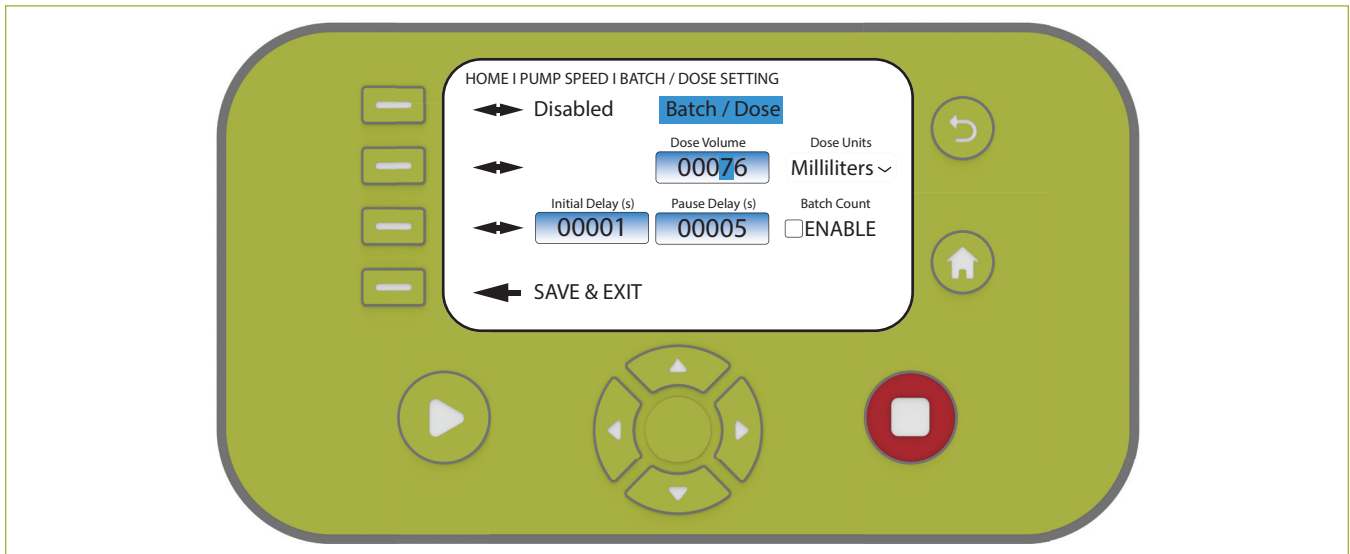 HOME I PUMP SPEED I BATCH / DOSE SETTING
Disabled Batch / Dose
Dose Volume Dose Units
00076 Milliliters
Initial Delay (s) Pause Delay (s) Batch Count
00001 00005 ENABLE
SAVE & EXIT